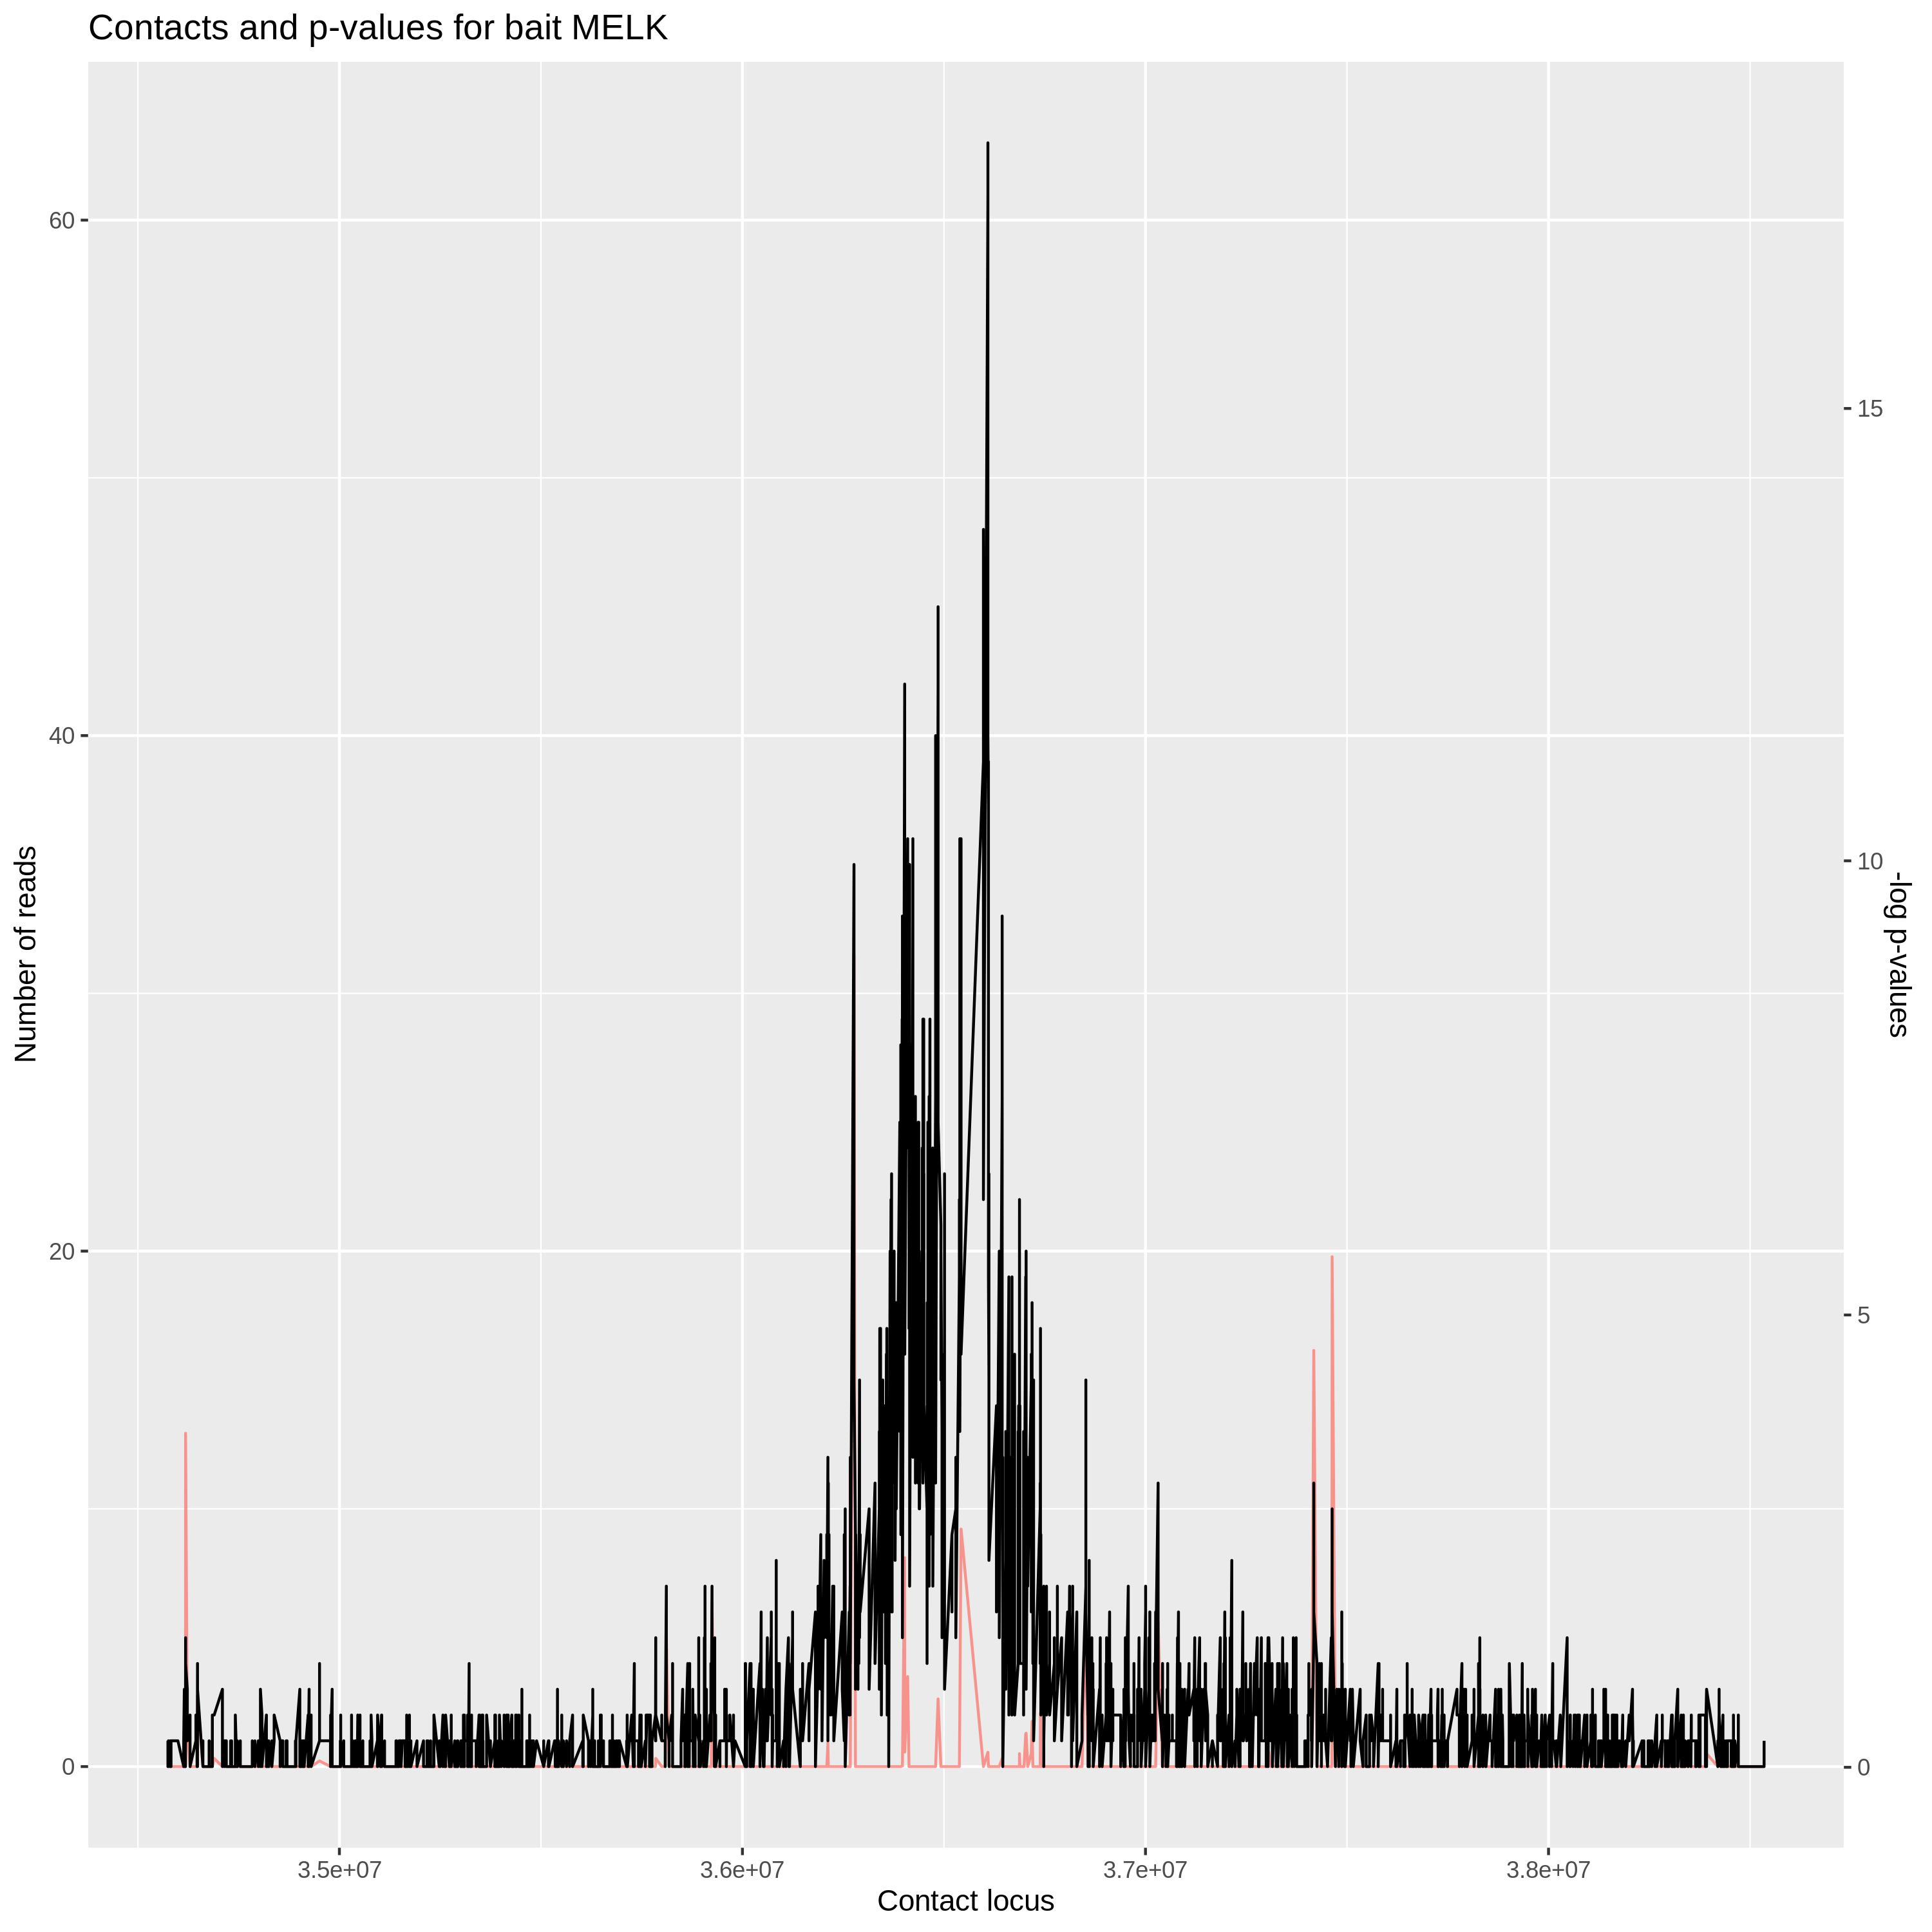 Contacts and p-values for bait MELK
60
40
20
0
15
10
5
0
Number of reads
-log p-values
3.5e+07
3.6e+07
3.7e+07
3.8e+07
Contact locus